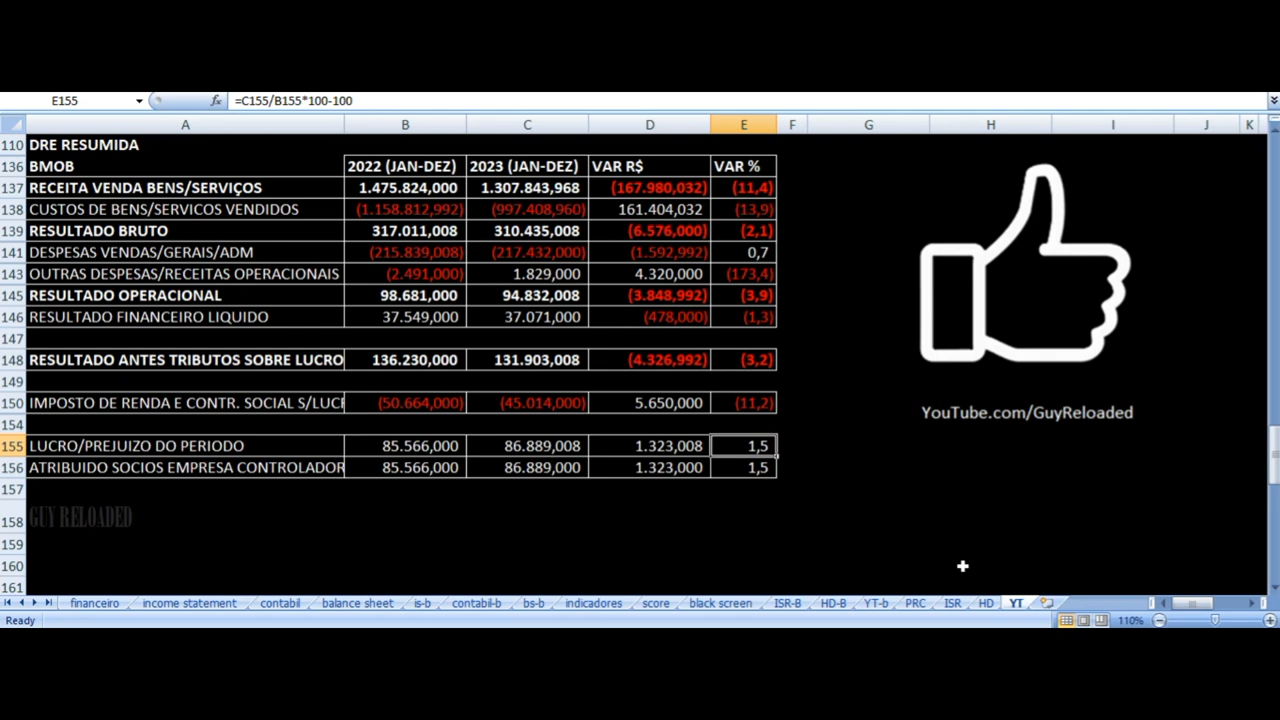 E155 fx =C155/B155*100-100
A B C D E F G H I J K
110 DRE RESUMIDA
136 BMOB 2022 (JAN-DEZ) 2023 (JAN-DEZ) VAR R$ VAR %
137 RECEITA VENDA BENS/SERVIÇOS 1.475.824,000 1.307.843,968 (167.980,032) (11,4)
138 CUSTOS DE BENS/SERVICOS VENDIDOS (1.158.812,992) (997.408,960) 161.404,032 (13,9)
139 RESULTADO BRUTO 317.011,008 310.435,008 (6.576,000) (2,1)
141 DESPESAS VENDAS/GERAIS/ADM (215.839,008) (217.432,000) (1.592,992) 0,7
143 OUTRAS DESPESAS/RECEITAS OPERACIONAIS (2.491,000) 1.829,000 4.320,000 (173,4)
145 RESULTADO OPERACIONAL 98.681,000 94.832,008 (3.848,992) (3,9)
146 RESULTADO FINANCEIRO LIQUIDO 37.549,000 37.071,000 (478,000) (1,3)
147
148 RESULTADO ANTES TRIBUTOS SOBRE LUCRO 136.230,000 131.903,008 (4.326,992) (3,2)
149
150 IMPOSTO DE RENDA E CONTR. SOCIAL S/LUCR (50.664,000) (45.014,000) 5.650,000 (11,2)
154 YouTube.com/GuyReloaded
155 LUCRO/PREJUIZO DO PERIODO 85.566,000 86.889,008 1.323,008 1,5
156 ATRIBUIDO SOCIOS EMPRESA CONTROLADOR 85.566,000 86.889,000 1.323,000 1,5
157
158 GUY RELOADED
159
160
161
financeiro income statement contabil balance sheet is-b contabil-b bs-b indicadores score black screen ISR-B HD-B YT-b PRC ISR HD YT
Ready 110%